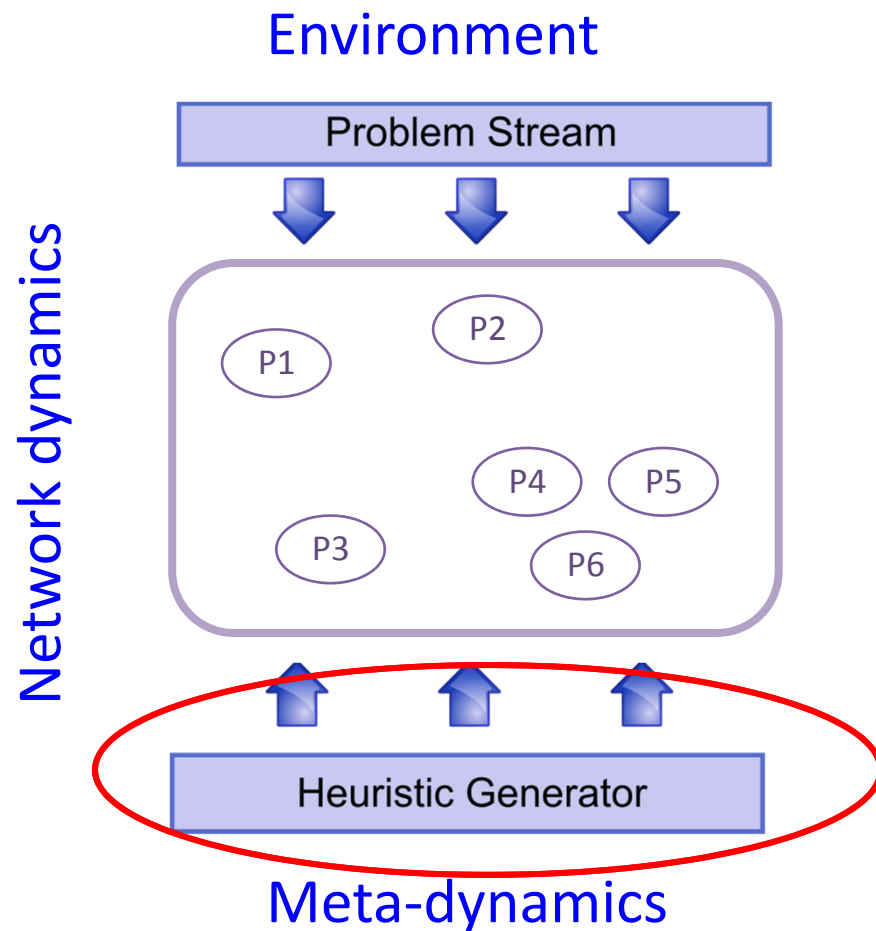 Environment
Problem Stream
Network dynamics
P1
P2
P3
P4
P5
P6
Heuristic Generator
Meta-dynamics